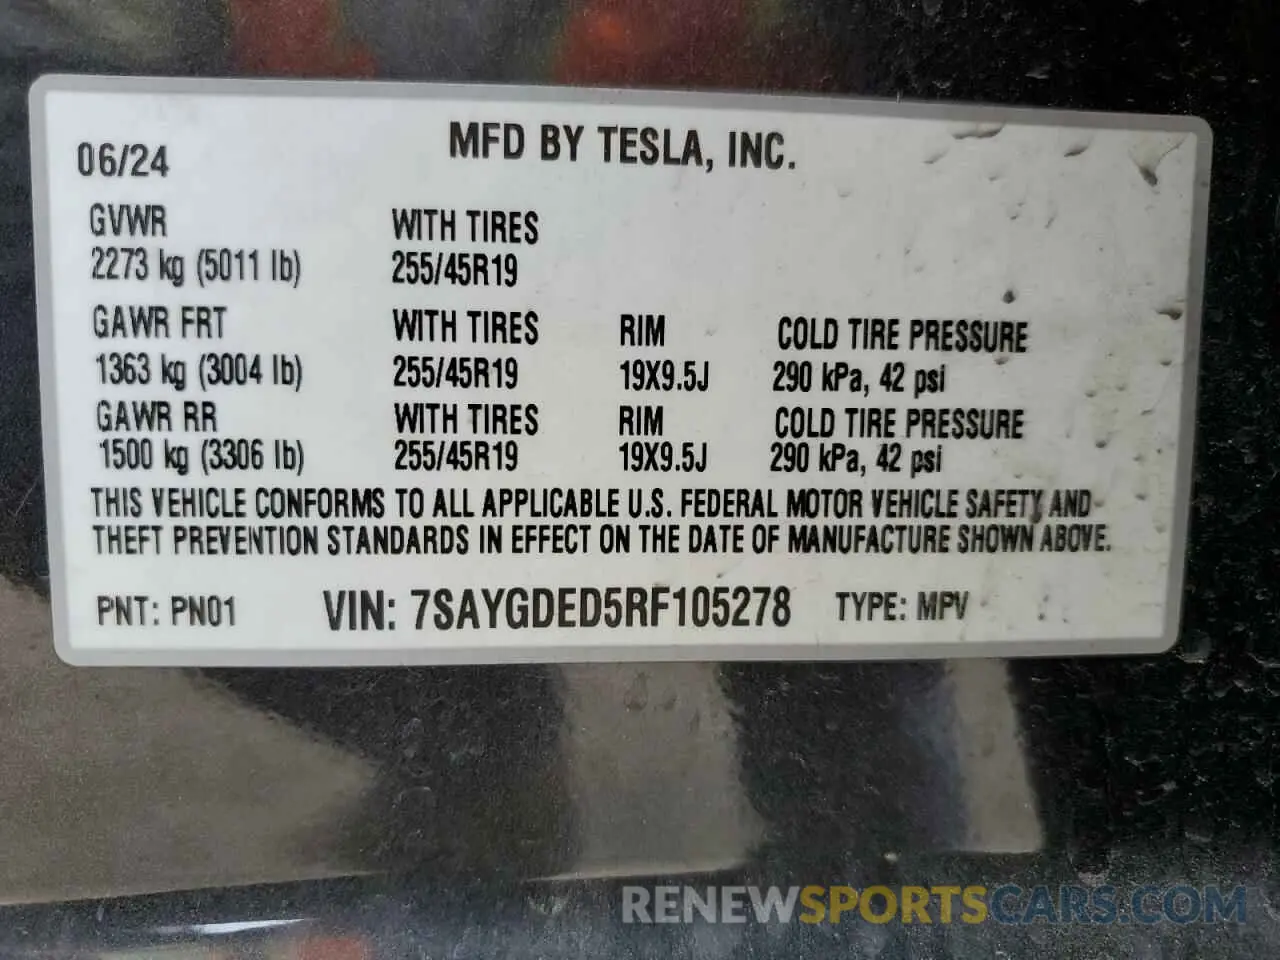 06/24 MFD BY TESLA, INC.
GVWR WITH TIRES
2273 kg (5011 lb) 255/45R19
GAWR FRT WITH TIRES RIM COLD TIRE PRESSURE
1363 kg (3004 lb) 255/45R19 19X9.5J 290 kPa, 42 psi
GAWR RR WITH TIRES RIM COLD TIRE PRESSURE
1500 kg (3306 lb) 255/45R19 19X9.5J 290 kPa, 42 psi
THIS VEHICLE CONFORMS TO ALL APPLICABLE U.S. FEDERAL MOTOR VEHICLE SAFETY AND
THEFT PREVENTION STANDARDS IN EFFECT ON THE DATE OF MANUFACTURE SHOWN ABOVE.
PNT: PN01 VIN: 7SAYGDED5RF105278 TYPE: MPV
RENEWSPORTSCARS.COM